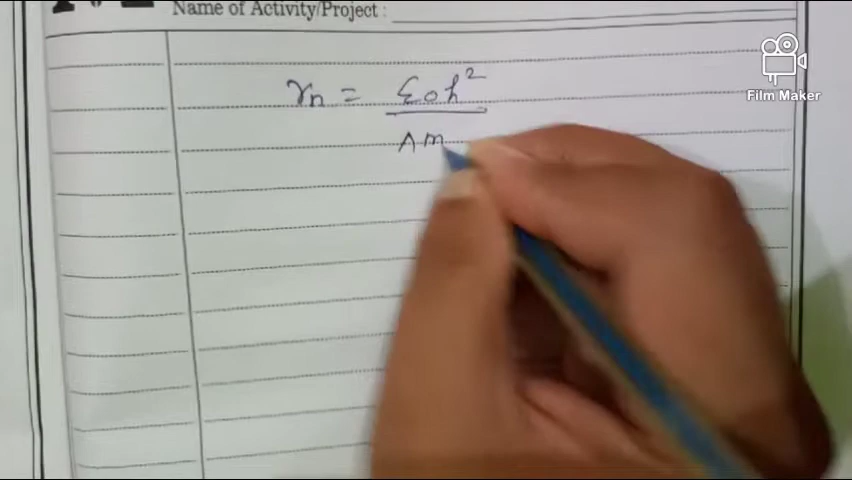 Name of Activity/Project :
rn = ε0h²
πm
Film Maker